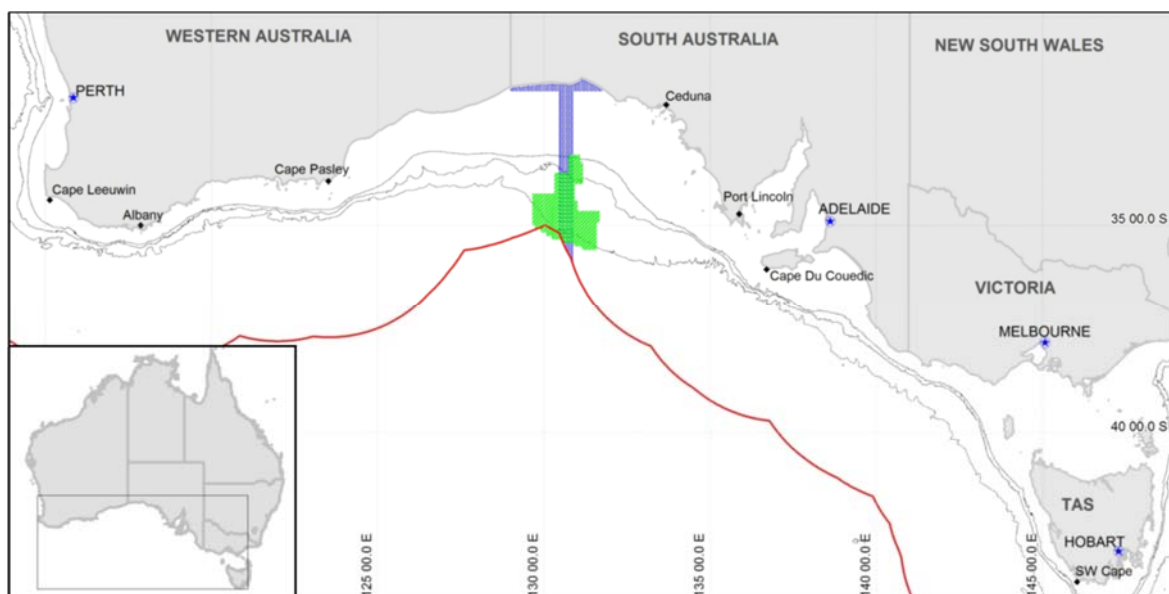 WESTERN AUSTRALIA
SOUTH AUSTRALIA
NEW SOUTH WALES
PERTH
Ceduna
Cape Pasley
Cape Leeuwin
Albany
Port Lincoln
ADELAIDE
35 00.0 S
Cape Du Couedic
VICTORIA
MELBOURNE
40 00.0 S
TAS
HOBART
SW Cape
125 00.0 E
130 00.0 E
135 00.0 E
140 00.0 E
145 00.0 E